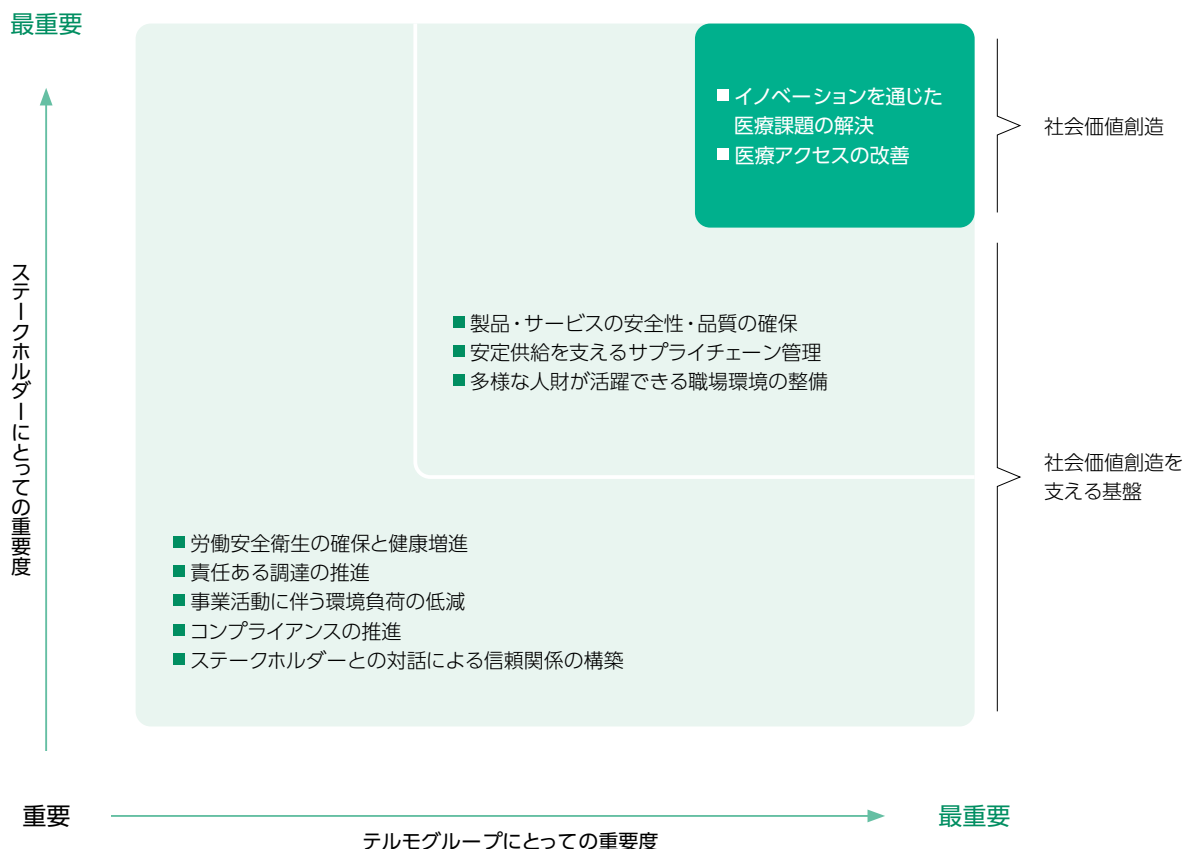 最重要
■イノベーションを通じた
医療課題の解決
■医療アクセスの改善
社会価値創造
ステークホルダーにとっての重要度
■製品・サービスの安全性・品質の確保
■安定供給を支えるサプライチェーン管理
■多様な人財が活躍できる職場環境の整備
社会価値創造を
支える基盤
■労働安全衛生の確保と健康増進
■責任ある調達の推進
■事業活動に伴う環境負荷の低減
■コンプライアンスの推進
■ステークホルダーとの対話による信頼関係の構築
重要
最重要
テルモグループにとっての重要度